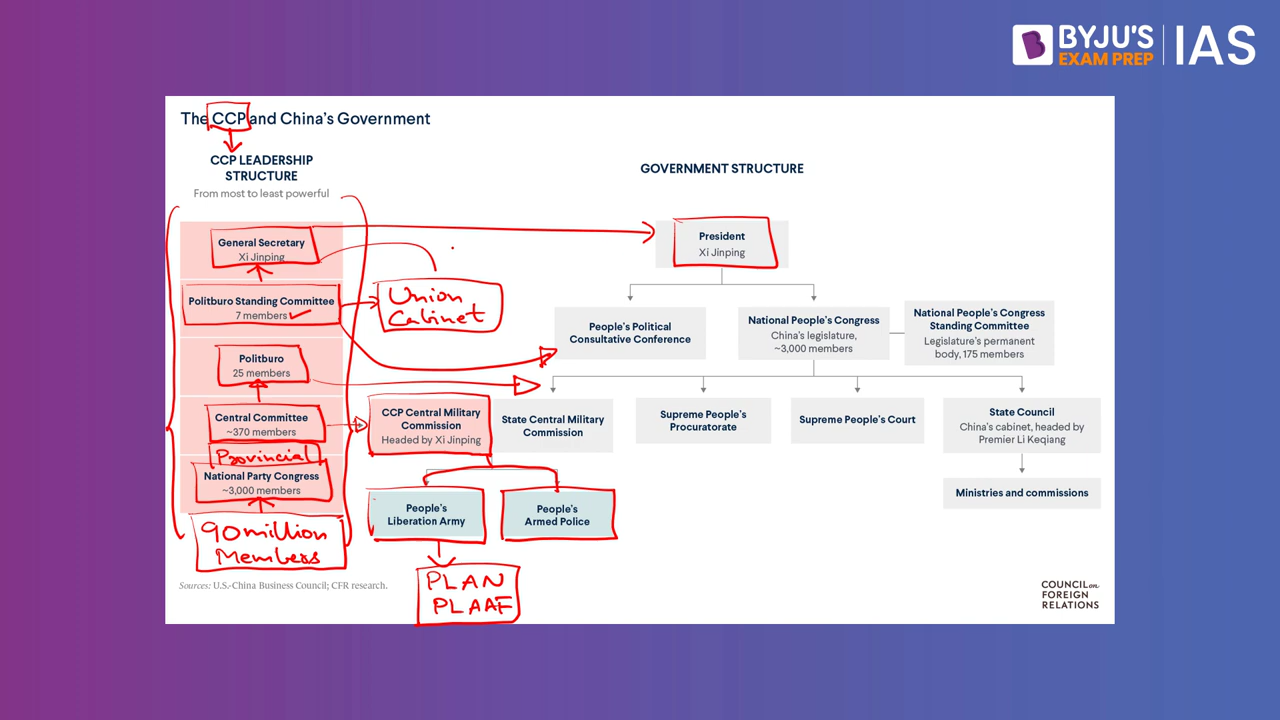 BYJU'S
EXAM PREP
IAS
The CCP and China's Government
CCP LEADERSHIP
STRUCTURE
From most to least powerful
General Secretary
Xi Jinping
Politburo Standing Committee
7 members
Union
Cabinet
Politburo
25 members
Central Committee
~370 members
Provincial
National Party Congress
~3,000 members
90 million
Members
CCP Central Military
Commission
Headed by Xi Jinping
People's
Liberation Army
People's
Armed Police
PLAN
PLAAF
GOVERNMENT STRUCTURE
President
Xi Jinping
People's Political
Consultative Conference
National People's Congress
China's legislature,
~3,000 members
National People's Congress
Standing Committee
Legislature's permanent
body, 175 members
State Central Military
Commission
Supreme People's
Procuratorate
Supreme People's Court
State Council
China's cabinet, headed by
Premier Li Keqiang
Ministries and commissions
Sources: U.S.-China Business Council; CFR research.
COUNCIL on
FOREIGN
RELATIONS